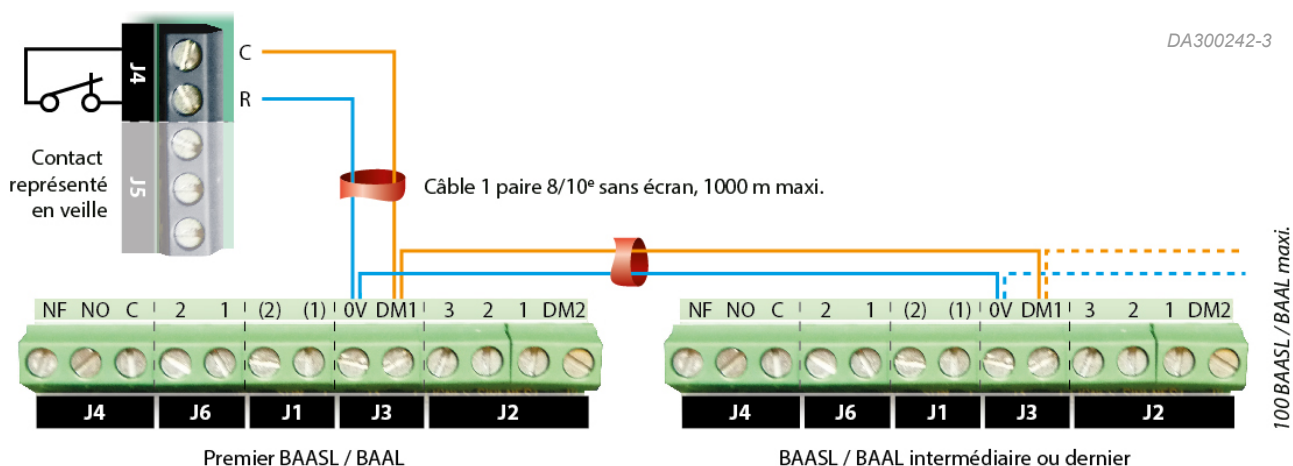 DA300242-3
J4
C
R
J5
Contact
représenté
en veille
Câble 1 paire 8/10e sans écran, 1000 m maxi.
NF NO C 2 1 (2) (1) 0V DM1 3 2 1 DM2
J4 J6 J1 J3 J2
Premier BAASL / BAAL
NF NO C 2 1 (2) (1) 0V DM1 3 2 1 DM2
J4 J6 J1 J3 J2
BAASL / BAAL intermédiaire ou dernier
100 BAASL / BAAL maxi.